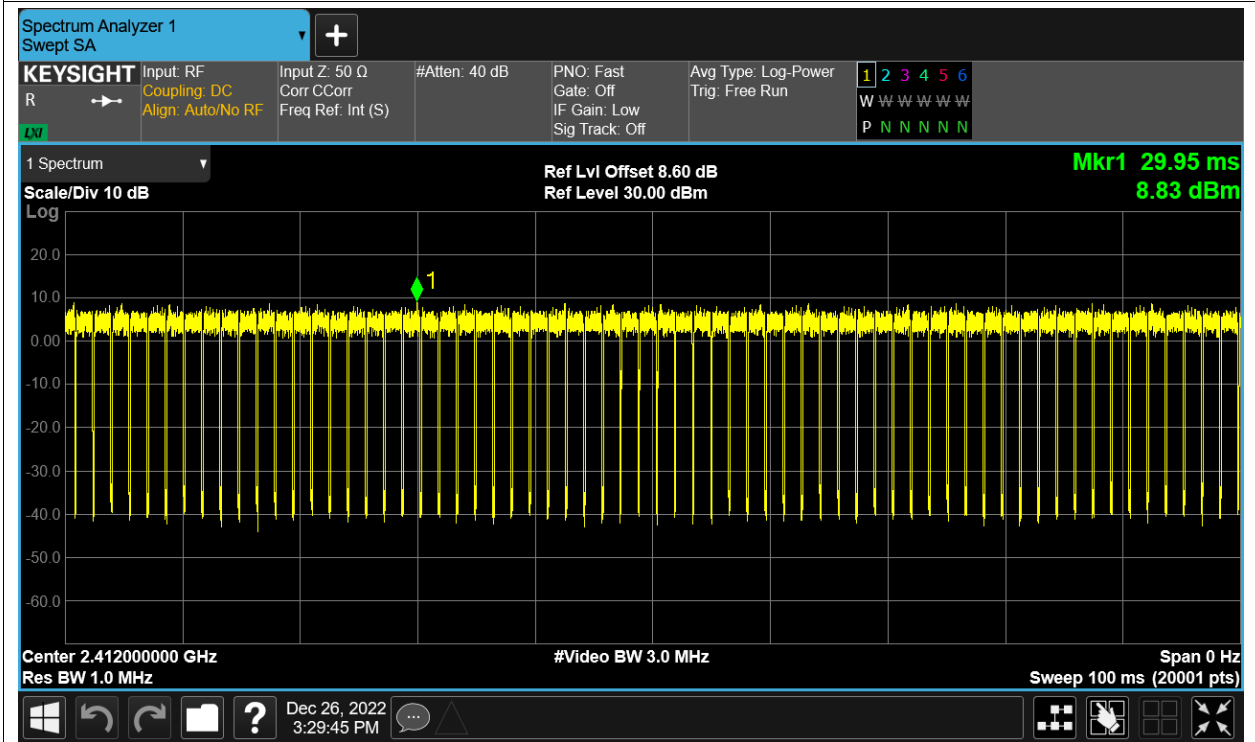 Spectrum Analyzer 1
Swept SA
+
KEYSIGHT
R
LXI
Input: RF
Coupling: DC
Align: Auto/No RF
Input Z: 50 Ω
Corr CCorr
Freq Ref: Int (S)
#Atten: 40 dB
PNO: Fast
Gate: Off
IF Gain: Low
Sig Track: Off
Avg Type: Log-Power
Trig: Free Run
1 2 3 4 5 6
W W W W W W
P N N N N N
1 Spectrum
Scale/Div 10 dB
Ref Lvl Offset 8.60 dB
Ref Level 30.00 dBm
Mkr1 29.95 ms
8.83 dBm
Log
20.0
10.0
0.00
-10.0
-20.0
-30.0
-40.0
-50.0
-60.0
1
Center 2.412000000 GHz
Res BW 1.0 MHz
#Video BW 3.0 MHz
Span 0 Hz
Sweep 100 ms (20001 pts)
?
Dec 26, 2022
3:29:45 PM